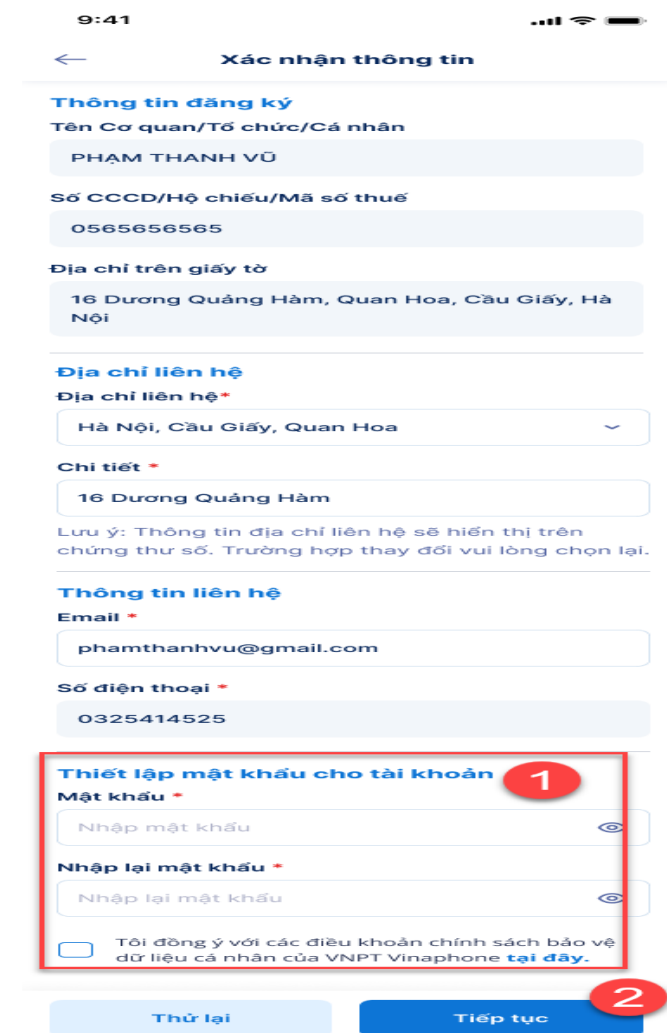 9:41
Xác nhận thông tin
Thông tin đăng ký
Tên Cơ quan/Tổ chức/Cá nhân
PHẠM THANH VŨ
Số CCCD/Hộ chiếu/Mã số thuế
0565656565
Địa chỉ trên giấy tờ
16 Dương Quảng Hàm, Quan Hoa, Cầu Giấy, Hà
Nội
Địa chỉ liên hệ
Địa chỉ liên hệ*
Hà Nội, Cầu Giấy, Quan Hoa
Chi tiết *
16 Dương Quảng Hàm
Lưu ý: Thông tin địa chỉ liên hệ sẽ hiển thị trên
chứng thư số. Trường hợp thay đổi vui lòng chọn lại.
Thông tin liên hệ
Email *
phamthanhvu@gmail.com
Số điện thoại *
0325414525
Thiết lập mật khẩu cho tài khoản 1
Mật khẩu *
Nhập mật khẩu
Nhập lại mật khẩu *
Nhập lại mật khẩu
Tôi đồng ý với các điều khoản chính sách bảo vệ
dữ liệu cá nhân của VNPT Vinaphone tại đây.
2
Thử lại
Tiếp tục